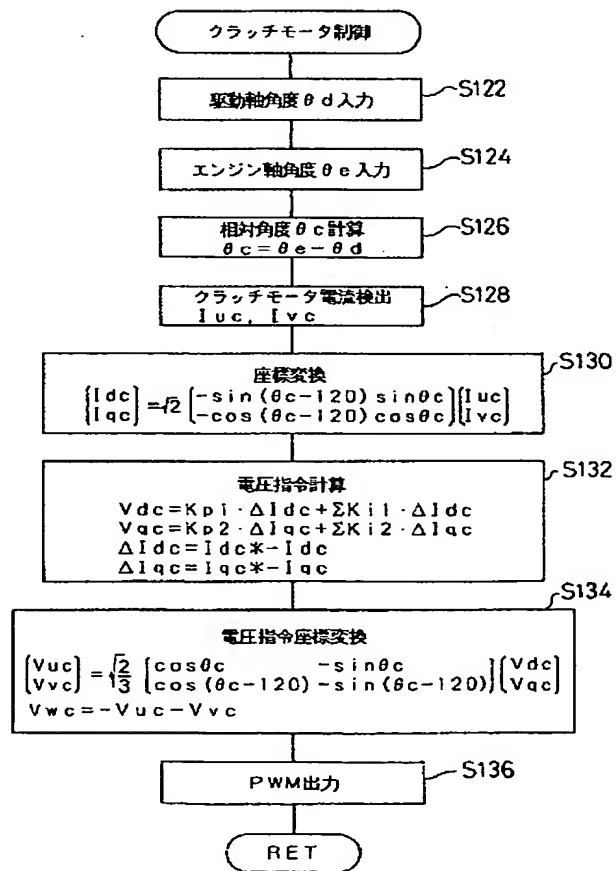 クラッチモータ制御
駆動軸角度θd入力
S122
エンジン軸角度θe入力
S124
相対角度θc計算
θc=θe-θd
S126
クラッチモータ電流検出
Iuc, Ivc
S128
S130
座標変換
[Idc] =√2 [-sin(θc-120) sinθc] [Iuc]
[Iqc] [-cos(θc-120) cosθc] [Ivc]
S132
電圧指令計算
Vdc=Kp1・ΔIdc+ΣKi1・ΔIdc
Vqc=Kp2・ΔIqc+ΣKi2・ΔIqc
ΔIdc=Idc*-Idc
ΔIqc=Iqc*-Iqc
S134
電圧指令座標変換
[Vuc] =√2/3 [cosθc -sinθc] [Vdc]
[Vvc] [cos(θc-120) -sin(θc-120)] [Vqc]
Vwc=-Vuc-Vvc
PWM出力
S136
RET